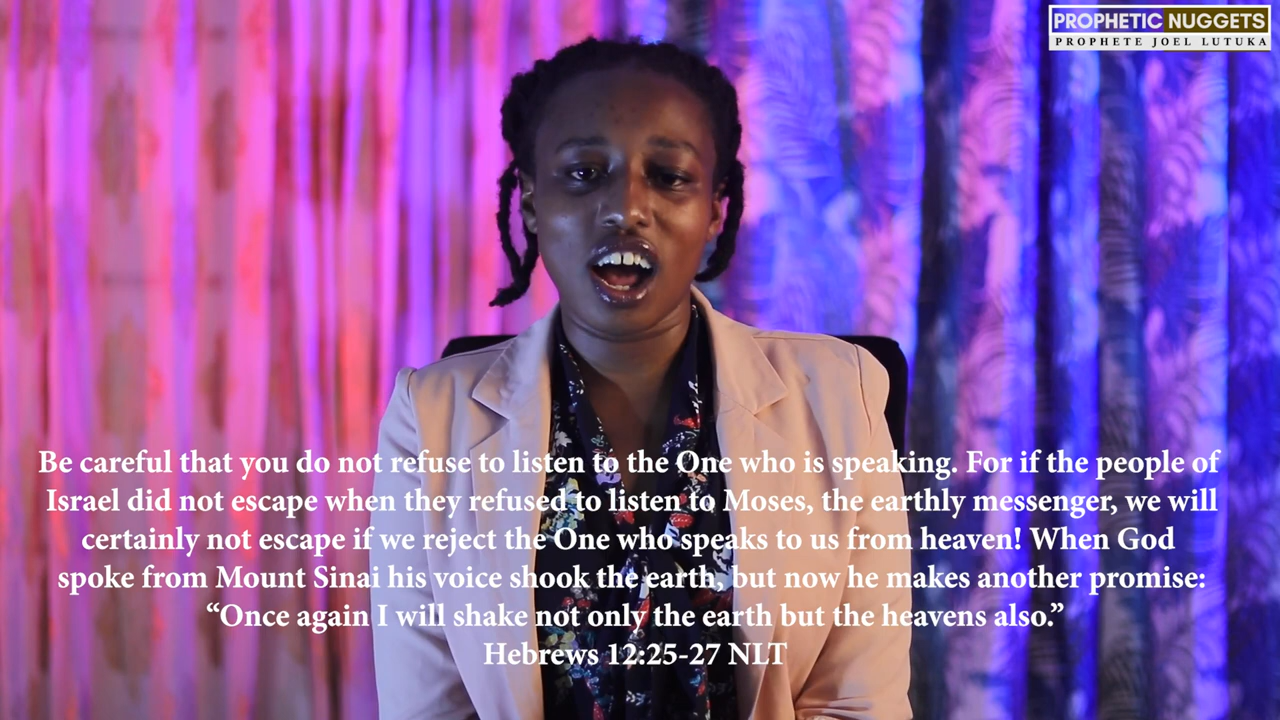 PROPHETIC NUGGETS
PROPHETE JOEL LUTUKA
Be careful that you do not refuse to listen to the One who is speaking. For if the people of
Israel did not escape when they refused to listen to Moses, the earthly messenger, we will
certainly not escape if we reject the One who speaks to us from heaven! When God
spoke from Mount Sinai his voice shook the earth, but now he makes another promise:
“Once again I will shake not only the earth but the heavens also.”
Hebrews 12:25-27 NLT